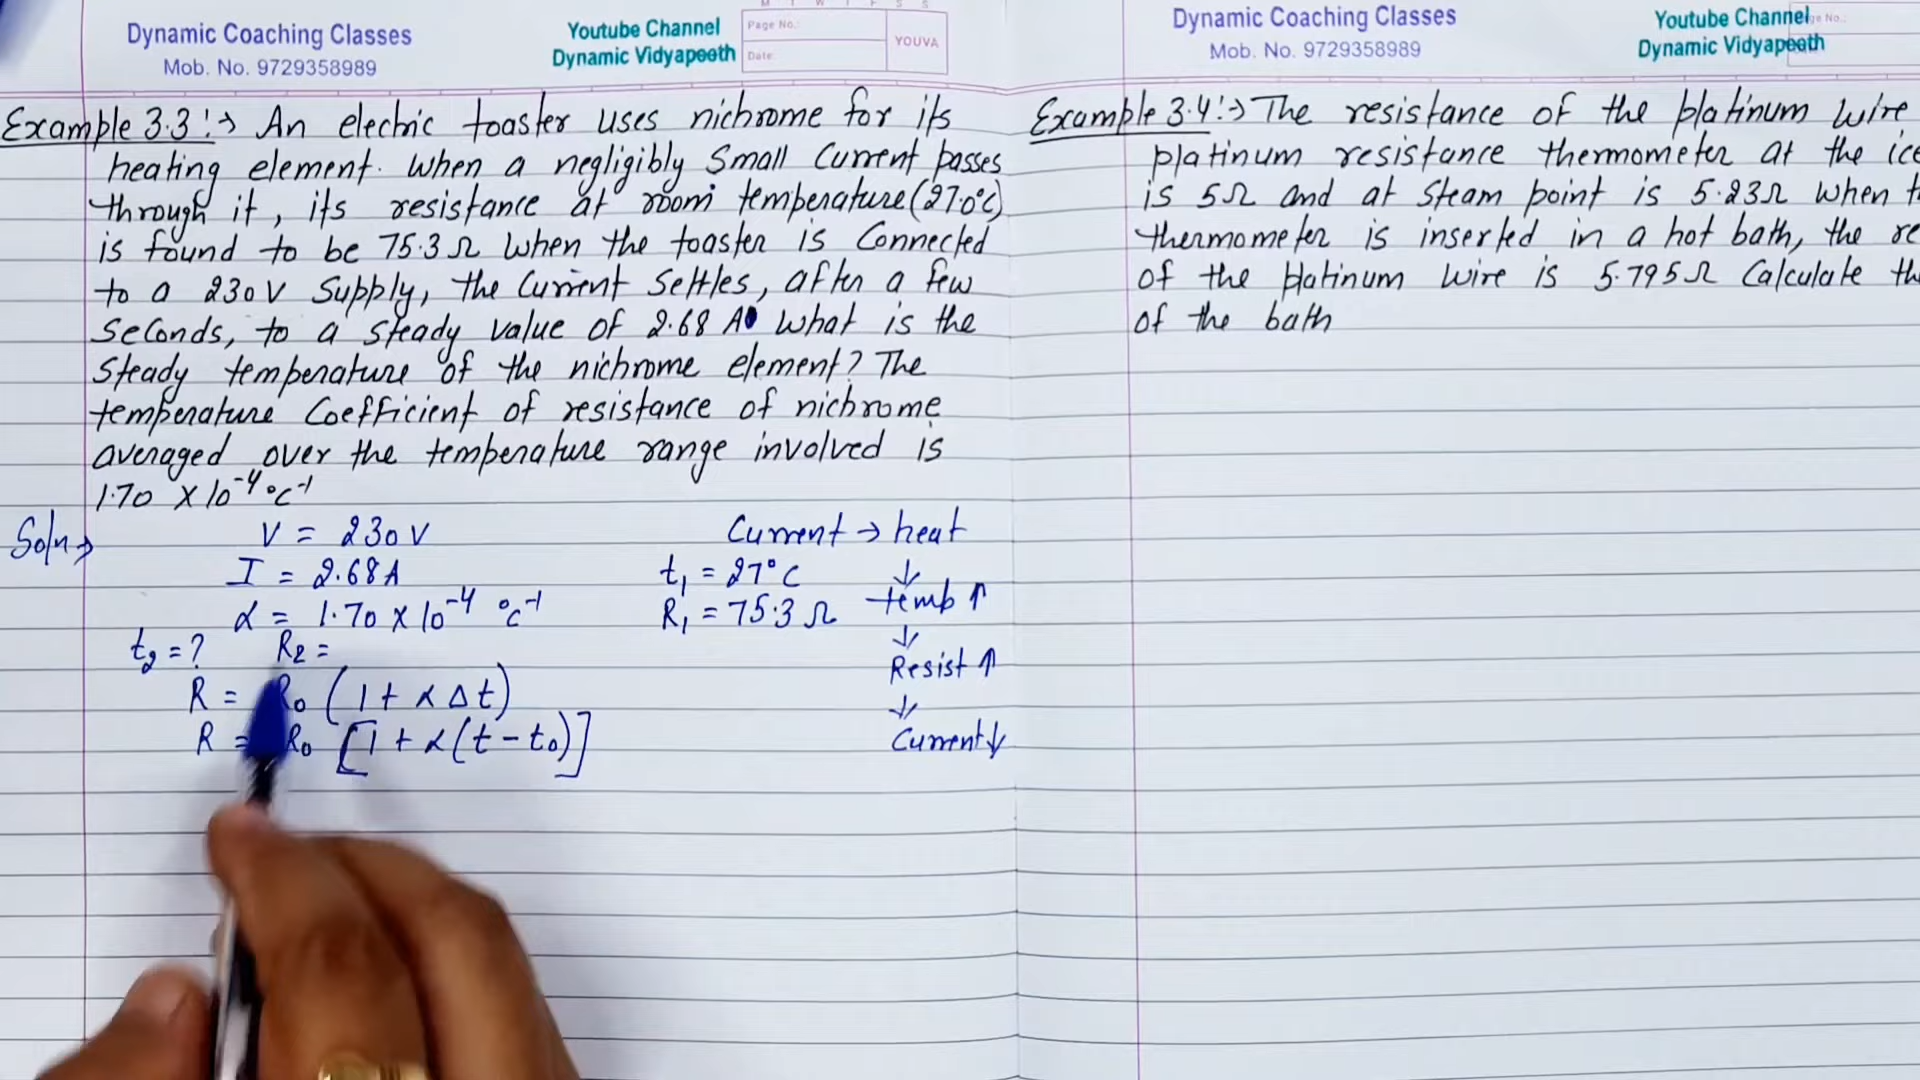 Dynamic Coaching Classes
Mob. No. 9729358989
Youtube Channel
Dynamic Vidyapeeth
Page No.:
Date:
YOUVA
Example 3.3 :→ An electric toaster uses nichrome for its
heating element. When a negligibly Small Current passes
through it, its resistance at room temperature (27.0°C)
is found to be 75.3 Ω When the toaster is Connected
to a 230V Supply, the Current Settles, after a few
Seconds, to a steady value of 2.68 A What is the
Steady temperature of the nichrome element? The
temperature Coefficient of resistance of nichrome
averaged over the temperature range involved is
1.70 × 10⁻⁴ °C⁻¹
Soln →
V = 230 V
I = 2.68 A
α = 1.70 × 10⁻⁴ °C⁻¹
t₂ = ? R₂ =
R = R₀ (1 + α Δt)
R = R₀ [1 + α (t - t₀)]
t₁ = 27°C
R₁ = 75.3 Ω
Current → heat
↓
temp ↑
↓
Resist ↑
↓
Current ↓
Dynamic Coaching Classes
Mob. No. 9729358989
Youtube Channel
Dynamic Vidyapeeth
Example 3.4 :→ The resistance of the platinum wire
platinum resistance thermometer at the ice
is 5Ω and at Steam point is 5.23Ω When
thermometer is inserted in a hot bath, the
of the platinum wire is 5.795Ω Calculate
of the bath